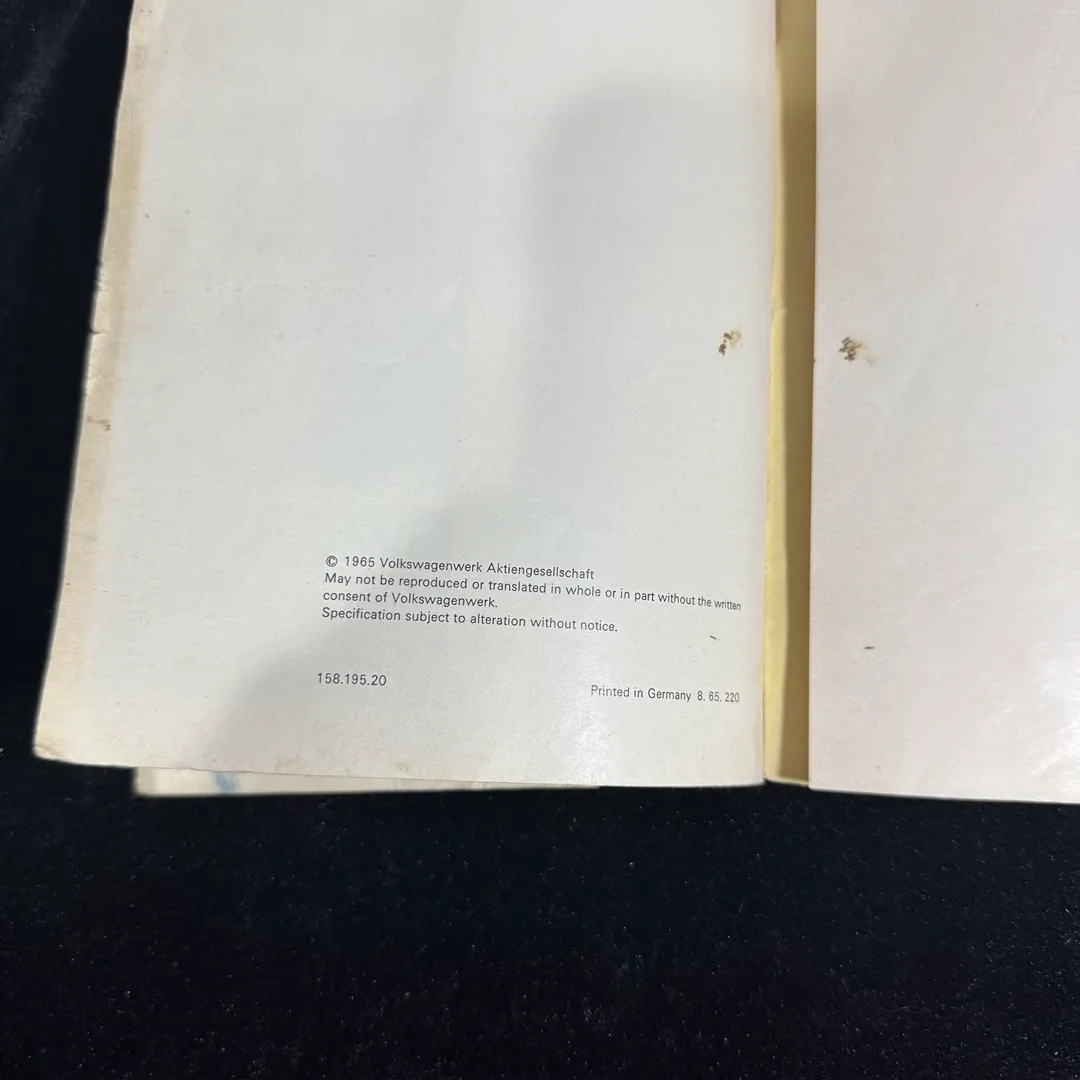 © 1965 Volkswagenwerk Aktiengesellschaft
May not be reproduced or translated in whole or in part without the written
consent of Volkswagenwerk.
Specification subject to alteration without notice.
158.195.20
Printed in Germany 8. 65. 220